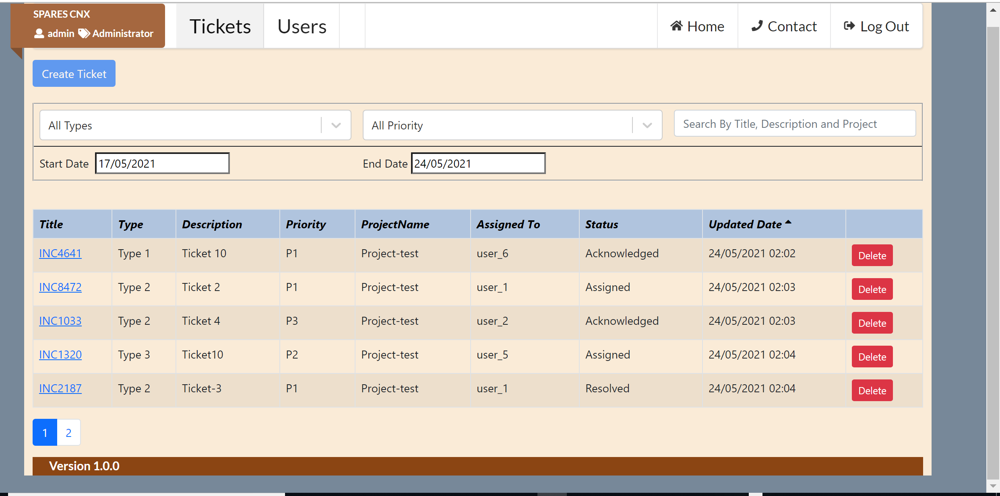 SPARES CNX
admin Administrator
Tickets Users Home Contact Log Out
Create Ticket
All Types All Priority Search By Title, Description and Project
Start Date 17/05/2021 End Date 24/05/2021
Title Type Description Priority ProjectName Assigned To Status Updated Date
INC4641 Type 1 Ticket 10 P1 Project-test user_6 Acknowledged 24/05/2021 02:02 Delete
INC8472 Type 2 Ticket 2 P1 Project-test user_1 Assigned 24/05/2021 02:03 Delete
INC1033 Type 2 Ticket 4 P3 Project-test user_2 Acknowledged 24/05/2021 02:03 Delete
INC1320 Type 3 Ticket10 P2 Project-test user_5 Assigned 24/05/2021 02:04 Delete
INC2187 Type 2 Ticket-3 P1 Project-test user_1 Resolved 24/05/2021 02:04 Delete
1 2
Version 1.0.0